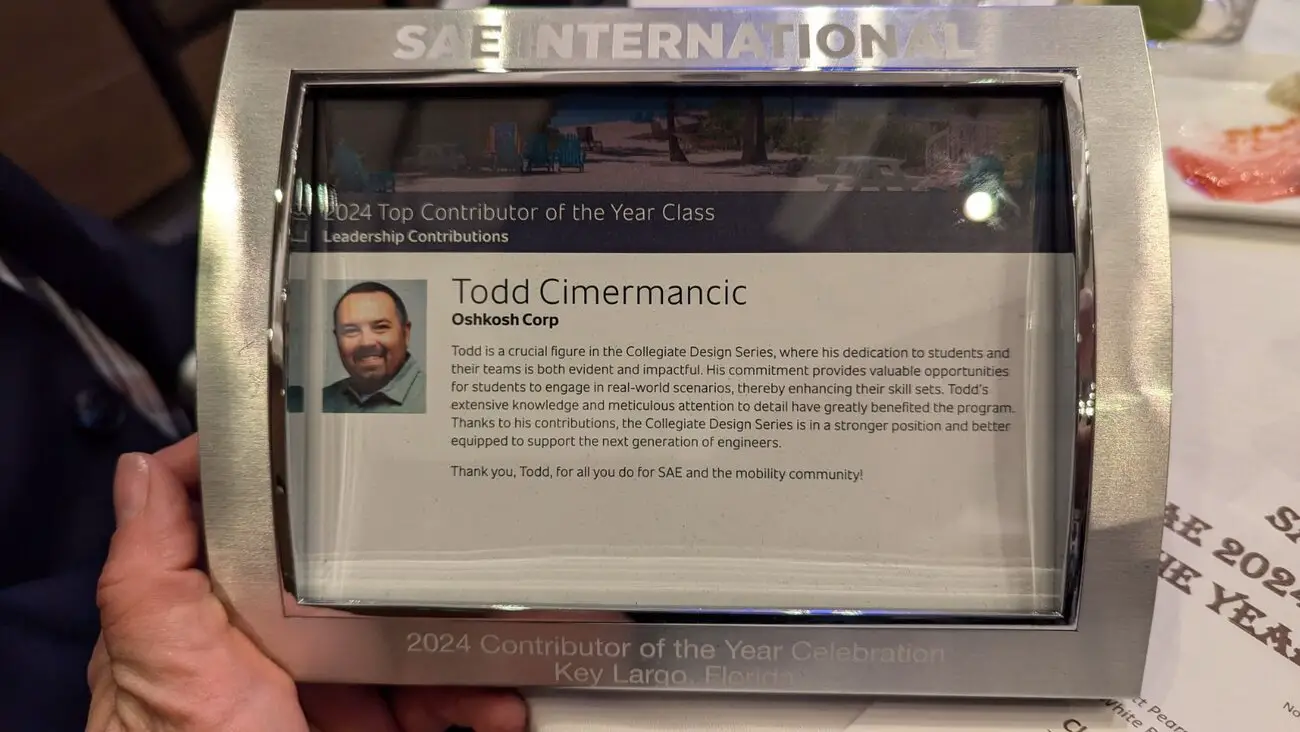 SAE INTERNATIONAL
2024 Top Contributor of the Year Class
Leadership Contributions
Todd Cimermancic
Oshkosh Corp
Todd is a crucial figure in the Collegiate Design Series, where his dedication to students and
their teams is both evident and impactful. His commitment provides valuable opportunities
for students to engage in real-world scenarios, thereby enhancing their skill sets. Todd's
extensive knowledge and meticulous attention to detail have greatly benefited the program.
Thanks to his contributions, the Collegiate Design Series is in a stronger position and better
equipped to support the next generation of engineers.
Thank you, Todd, for all you do for SAE and the mobility community!
2024 Contributor of the Year Celebration
Key Largo, Florida
SAE 2024
THE YEAR